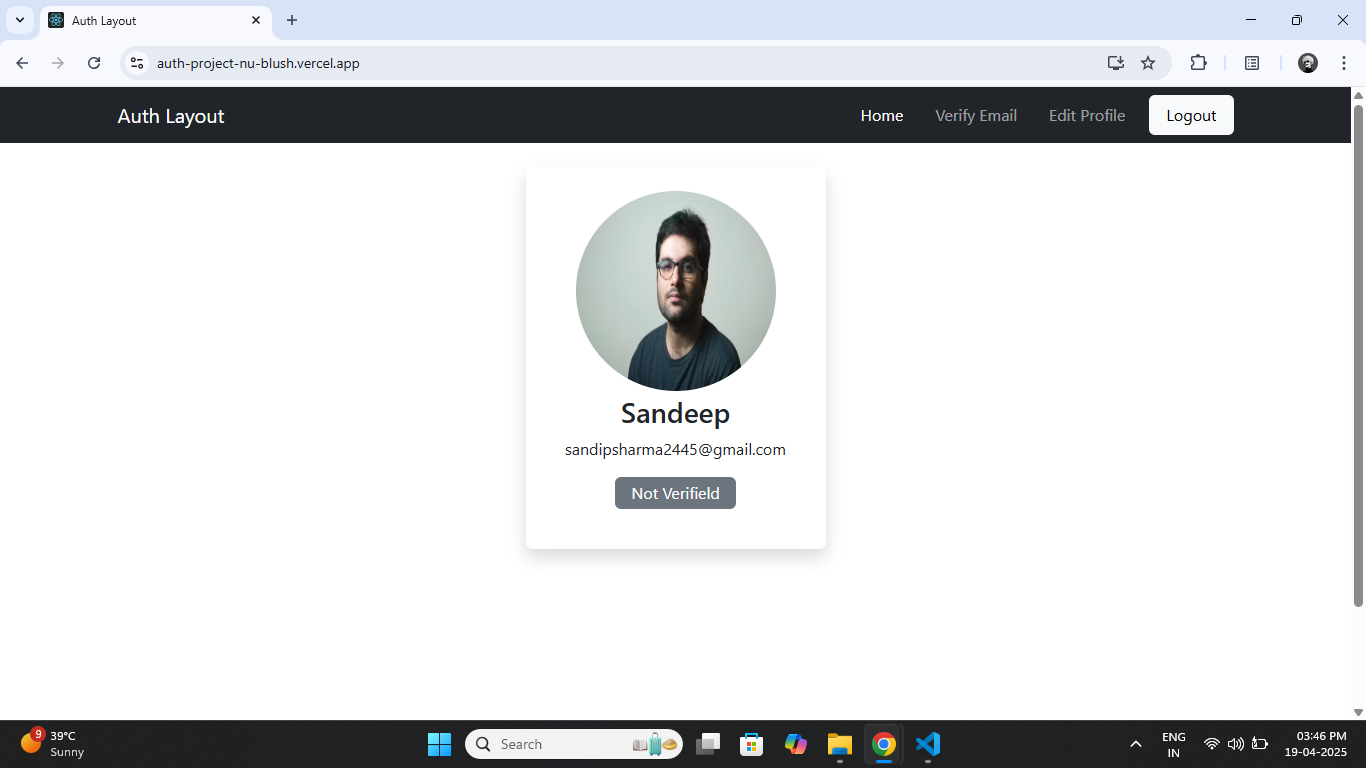 Auth Layout
auth-project-nu-blush.vercel.app
Auth Layout
Home
Verify Email
Edit Profile
Logout
Sandeep
sandipsharma2445@gmail.com
Not Verifield
9
39°C
Sunny
Search
ENG
IN
03:46 PM
19-04-2025